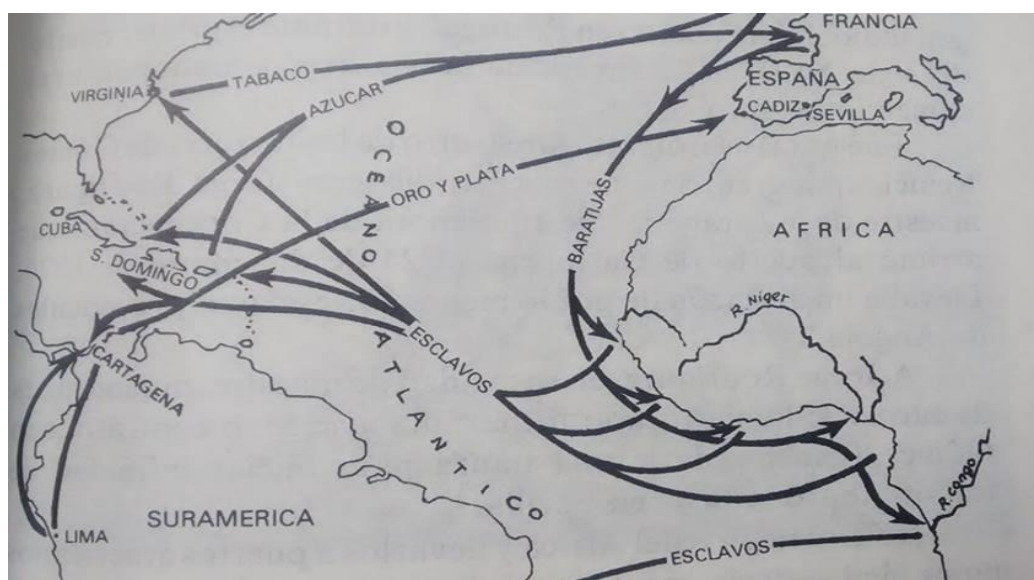 FRANCIA
ESPAÑA
CADIZ
SEVILLA
VIRGINIA
TABACO
AZUCAR
OCEANO
ATLANTICO
ORO Y PLATA
BARATIJAS
AFRICA
CUBA
S. DOMINGO
R. Niger
ESCLAVOS
CARTAGENA
R. Congo
SURAMERICA
LIMA
ESCLAVOS